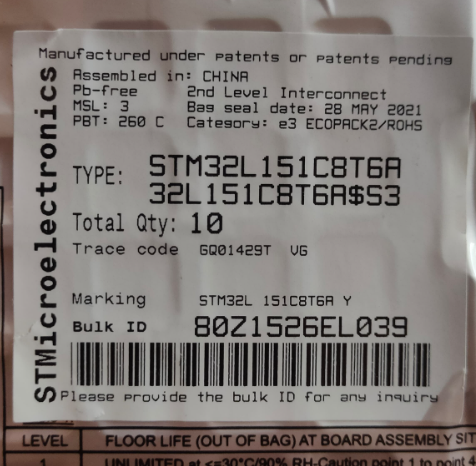 Manufactured under patents or patents pending
STMicroelectronics
Assembled in: CHINA
Pb-free 2nd Level Interconnect
MSL: 3 Bag seal date: 28 MAY 2021
PBT: 260 C Category: e3 ECOPACK2/ROHS
TYPE: STM32L151C8T6A
32L151C8T6A$S3
Total Qty: 10
Trace code GQ01429T VG
Marking STM32L 151C8T6A Y
Bulk ID 80Z1526EL039
Please provide the bulk ID for any inquiry
LEVEL FLOOR LIFE (OUT OF BAG) AT BOARD ASSEMBLY SIT
1 UNLIMITED at <=30°C/90% RH-Caution point 1 to point